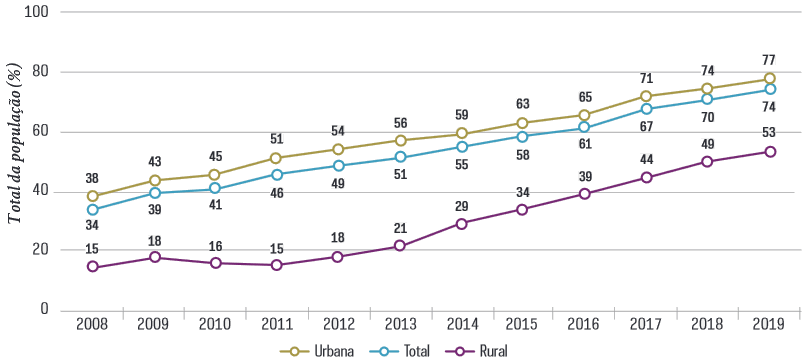 100
80
60
40
20
0
Total da população (%)
38 43 45 51 54 56 59 63 65 71 74 77
34 39 41 46 49 51 55 58 61 67 70 74
15 18 16 15 18 21 29 34 39 44 49 53
2008 2009 2010 2011 2012 2013 2014 2015 2016 2017 2018 2019
Urbana Total Rural